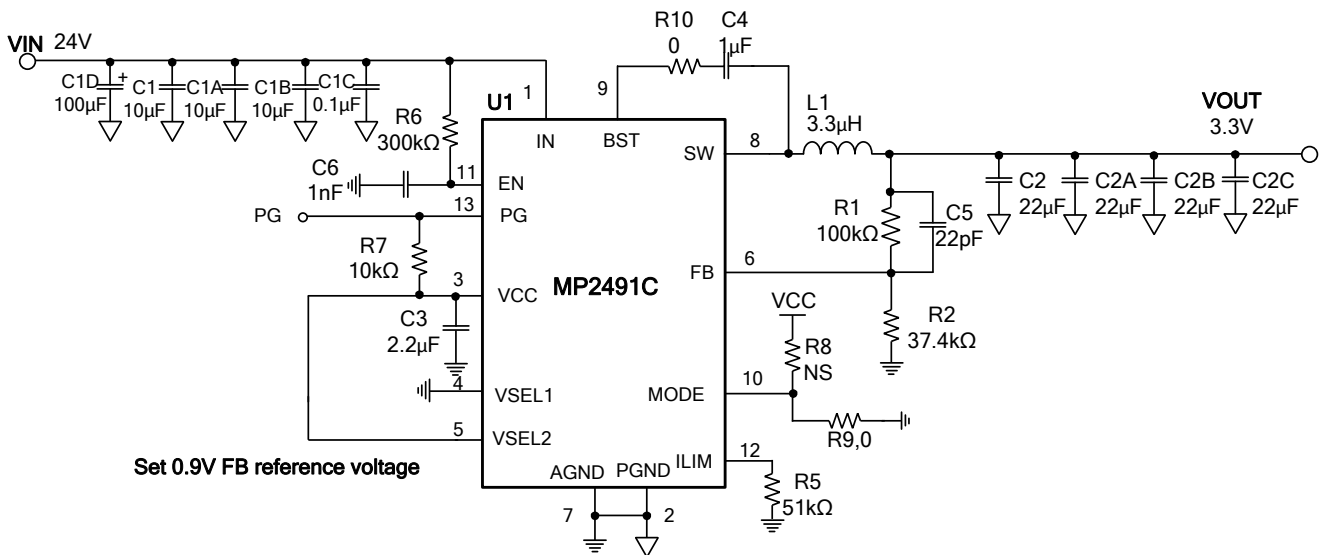 VIN 24V
C1D
100µF
+
C1
10µF
C1A
10µF
C1B
10µF
C1C
0.1µF
R6
300kΩ
C6
1nF
PG
R7
10kΩ
C3
2.2µF
Set 0.9V FB reference voltage
U1
1
9
11
13
3
4
5
7
2
8
6
10
12
IN
BST
EN
PG
VCC
VSEL1
VSEL2
AGND
PGND
SW
FB
MODE
ILIM
MP2491C
R10
0
C4
1µF
L1
3.3µH
R1
100kΩ
C5
22pF
R2
37.4kΩ
VCC
R8
NS
R9,0
R5
51kΩ
C2
22µF
C2A
22µF
C2B
22µF
C2C
22µF
VOUT
3.3V